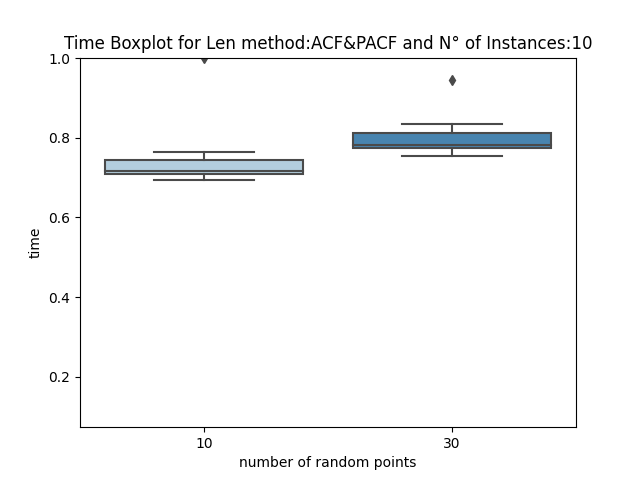 Time Boxplot for Len method:ACF&PACF and N° of Instances:10
1.0
0.8
0.6
0.4
0.2
time
10 30
number of random points